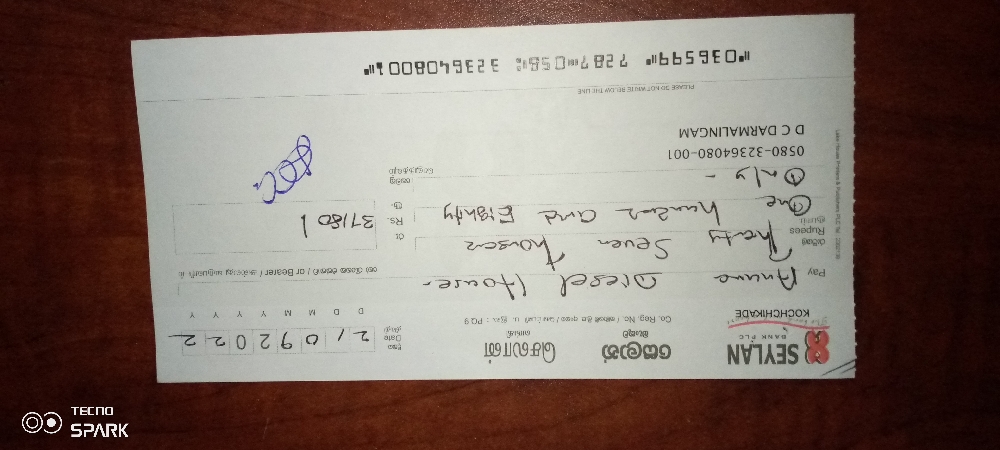 SEYLAN
BANK PLC
සෙලාන්
செலான்
KOCHCHIKADE
Co. Reg. No.
PQ 9
Date
2 1 0 9 2 0 2 2
D D M M Y Y Y Y
Pay Anura Diesel House -
or Bearer
Rupees Thirty Seven Thousand
One Hundred and Eighty
Only -
Rs. 37180/
0580-32364080-001
D C DARMALINGAM
PLEASE DO NOT WRITE BELOW THE LINE
⑈036599⑈ 7287⑉058⑆ 3236408001⑈
TECNO
SPARK